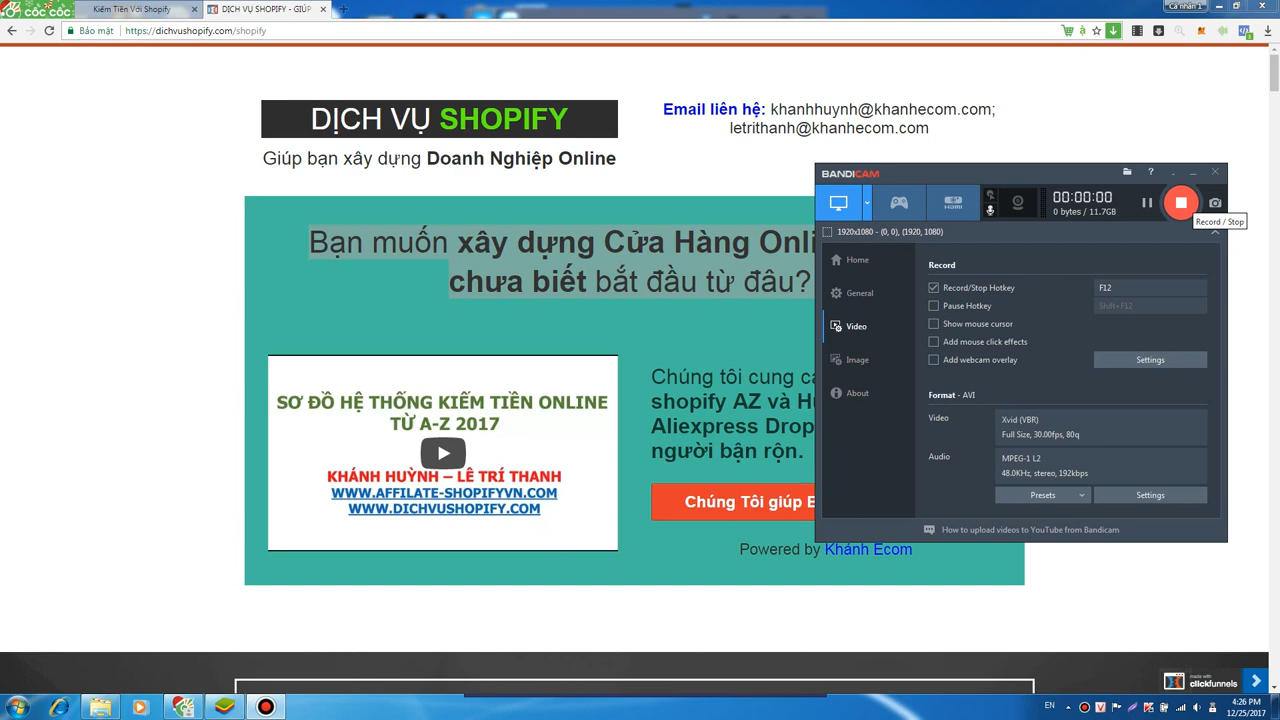 cốc cốc
Kiếm Tiền Với Shopify
DỊCH VỤ SHOPIFY - GIÚP
Cá nhân 1
Bảo mật
https://dichvushopify.com/shopify
DỊCH VỤ SHOPIFY
Giúp bạn xây dựng Doanh Nghiệp Online
Email liên hệ: khanhhuynh@khanhecom.com;
letrithanh@khanhecom.com
Bạn muốn xây dựng Cửa Hàng Onli
chưa biết bắt đầu từ đâu?
SƠ ĐỒ HỆ THỐNG KIẾM TIỀN ONLINE
TỪ A-Z 2017
KHÁNH HUỲNH – LÊ TRÍ THANH
WWW.AFFILATE-SHOPIFYVN.COM
WWW.DICHVUSHOPIFY.COM
Chúng tôi cung cấ
shopify AZ và Hu
Aliexpress Drop
người bận rộn.
Chúng Tôi giúp B
Powered by Khánh Ecom
BANDICAM
HDMI
00:00:00
0 bytes / 11.7GB
Record / Stop
1920x1080 - (0, 0), (1920, 1080)
Home
General
Video
Image
About
Record
Record/Stop Hotkey
F12
Pause Hotkey
Shift+F12
Show mouse cursor
Add mouse click effects
Add webcam overlay
Settings
Format - AVI
Video
Xvid (VBR)
Full Size, 30.00fps, 80q
Audio
MPEG-1 L2
48.0KHz, stereo, 192kbps
Presets
Settings
How to upload videos to YouTube from Bandicam
made with
clickfunnels
EN
4:26 PM
12/25/2017